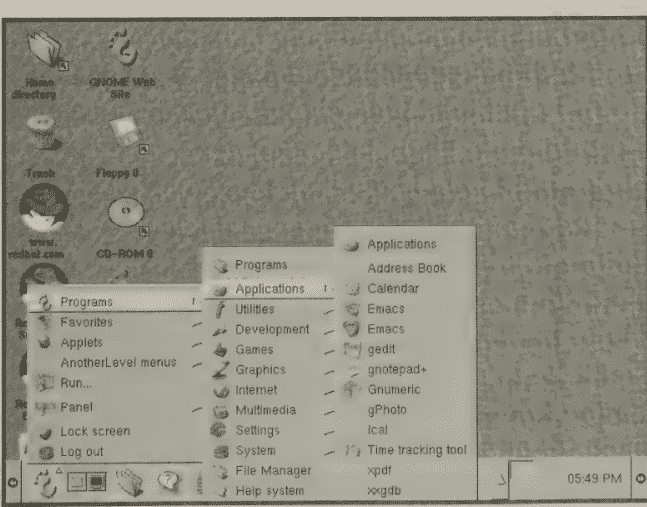 Home
directory
GNOME Web
Site
Trash
Floppy 0
www.
redhat.com
CD-ROM 0
Programs
Favorites
Applets
AnotherLevel menus
Run...
Panel
Lock screen
Log out
Programs
Applications
Utilities
Development
Games
Graphics
Internet
Multimedia
Settings
System
File Manager
Help system
Applications
Address Book
Calendar
Emacs
Emacs
gedit
gnotepad+
Gnumeric
gPhoto
Ical
Time tracking tool
xpdf
xxgdb
05:49 PM